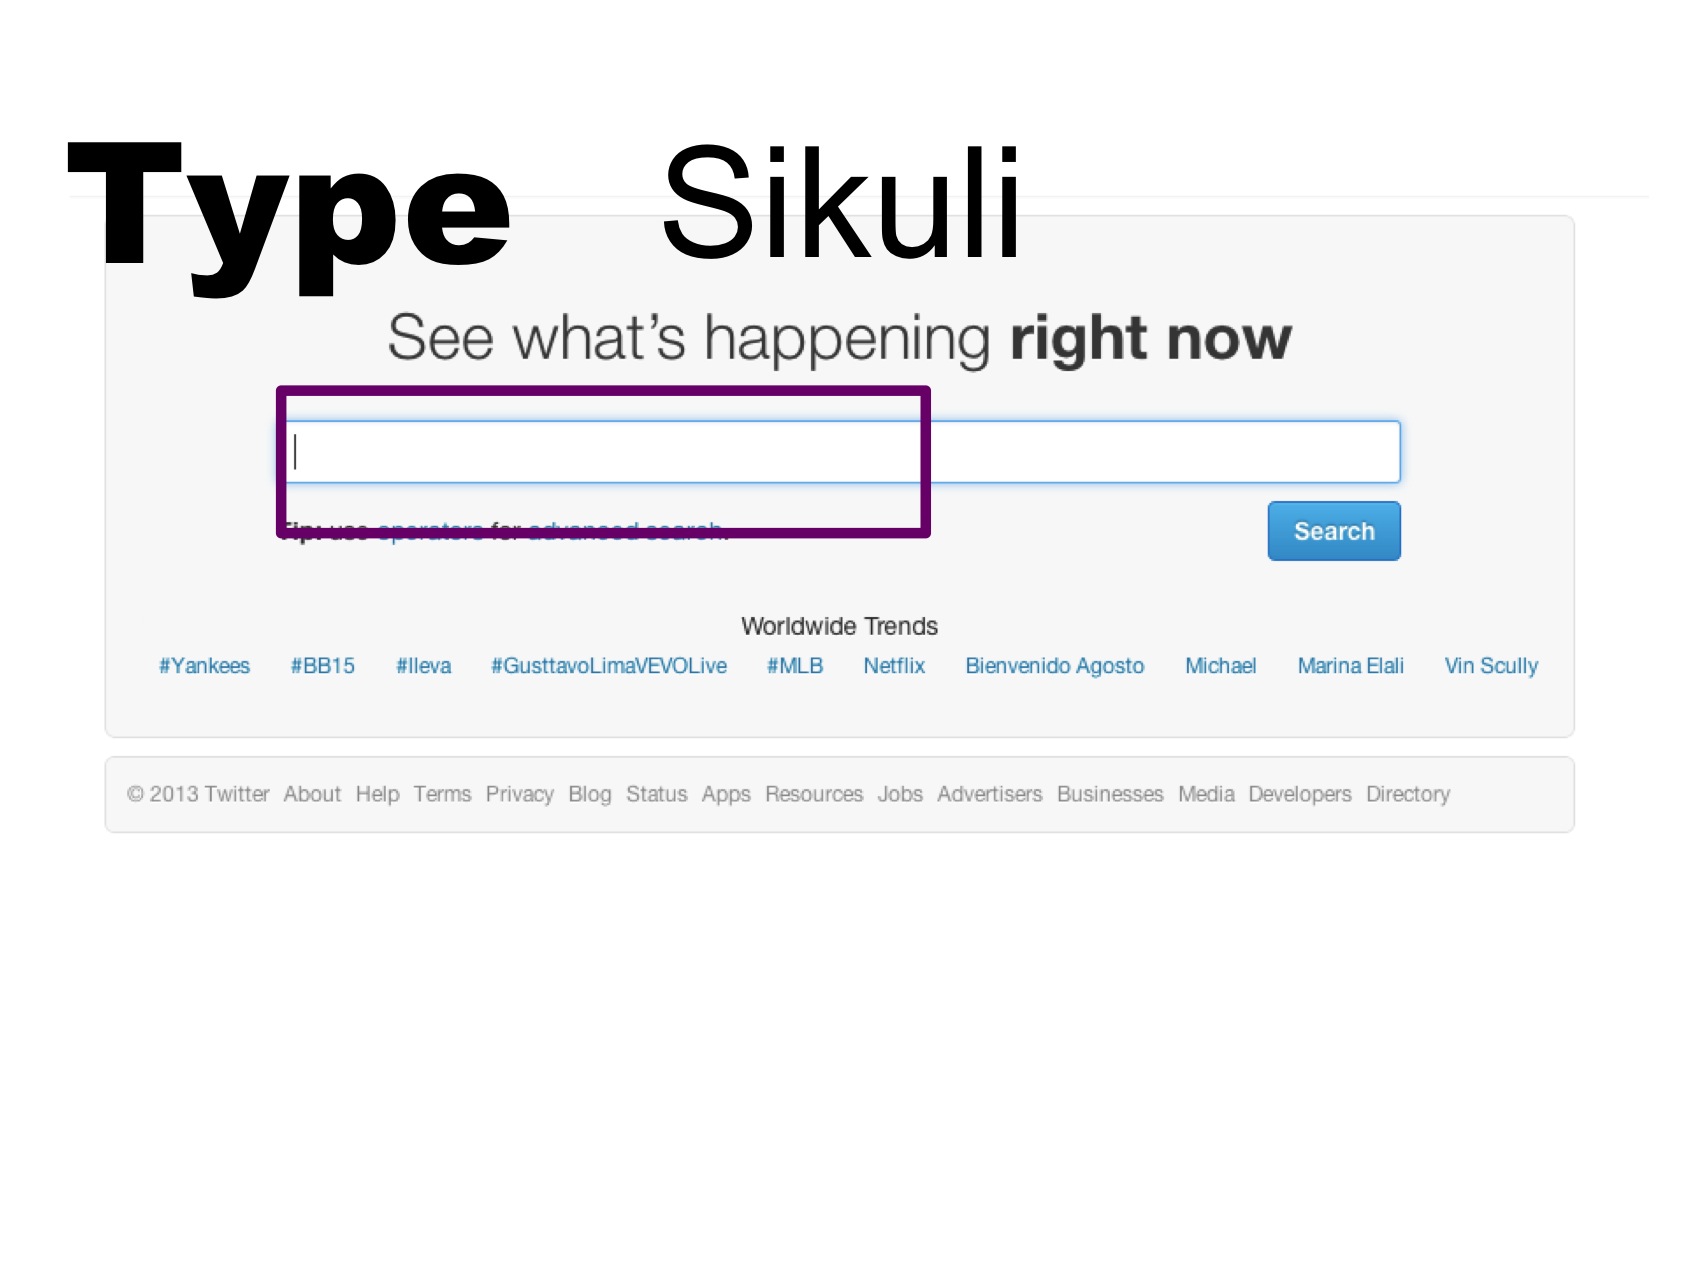 Type Sikuli
See what's happening right now
Tip: use operators for advanced search.
Search
Worldwide Trends
#Yankees #BB15 #lleva #GusttavoLimaVEVOLive #MLB Netflix Bienvenido Agosto Michael Marina Elali Vin Scully
© 2013 Twitter About Help Terms Privacy Blog Status Apps Resources Jobs Advertisers Businesses Media Developers Directory